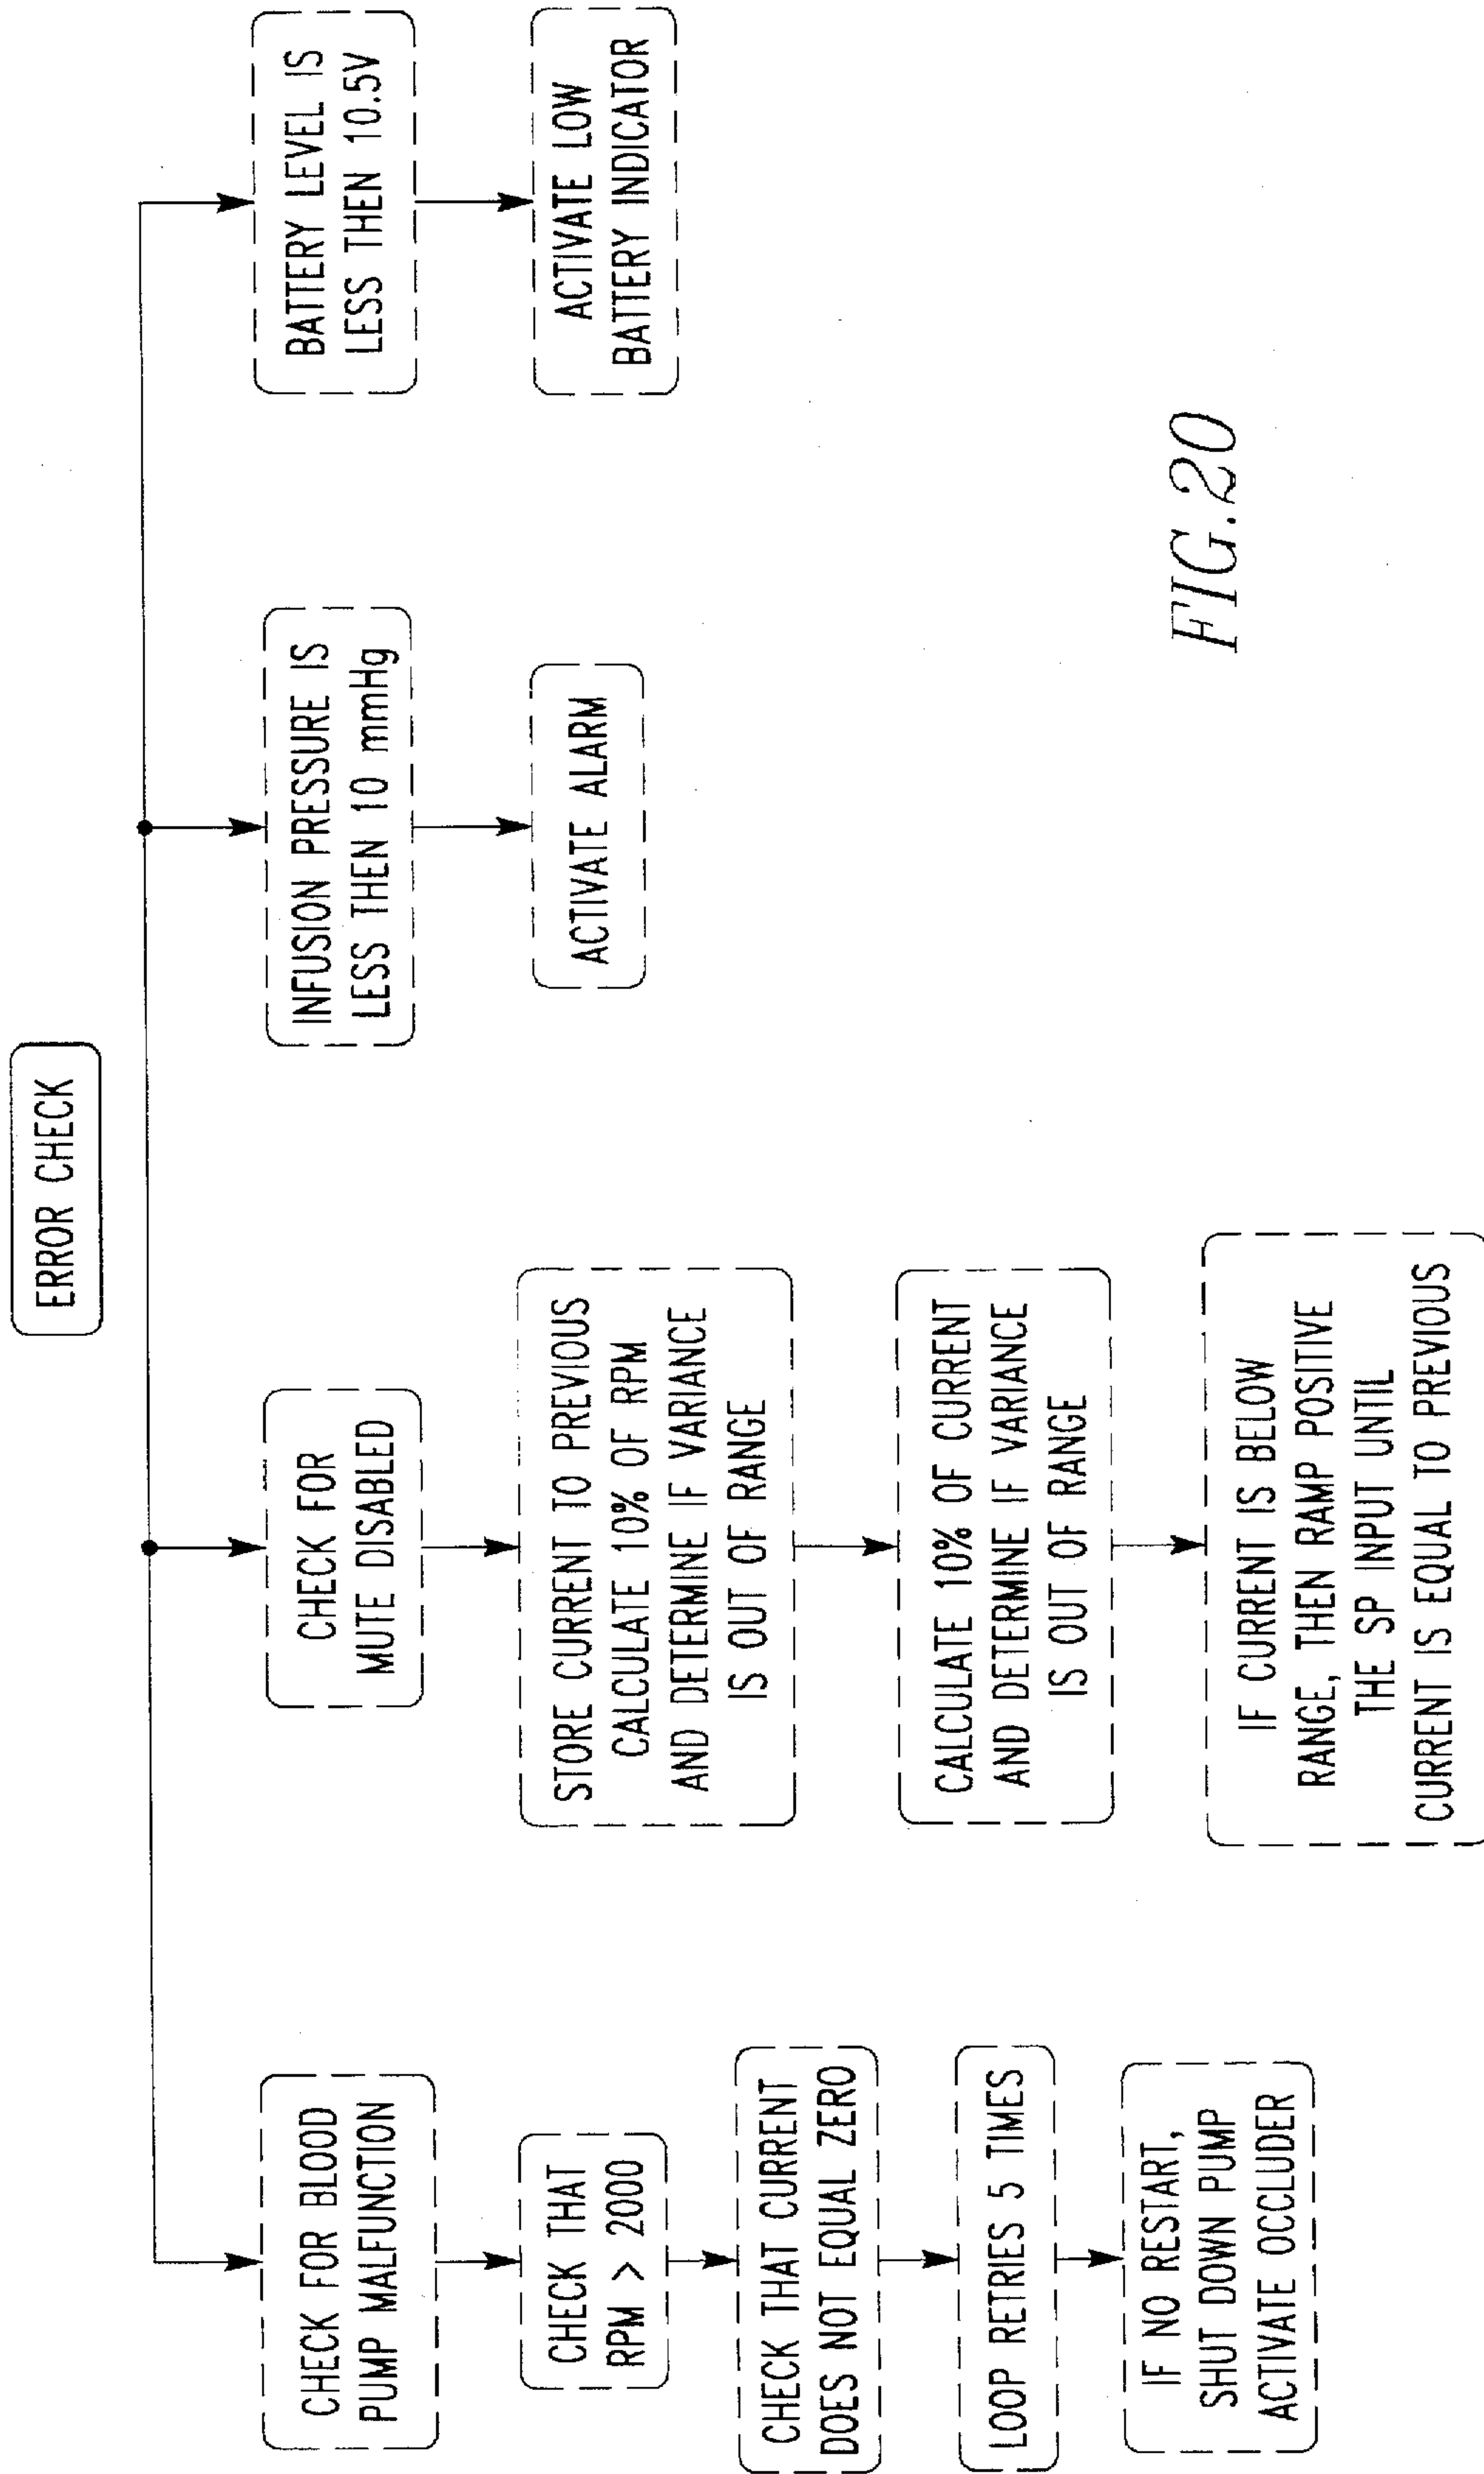 ERROR CHECK
CHECK FOR BLOOD
PUMP MALFUNCTION
CHECK THAT
RPM > 2000
CHECK THAT CURRENT
DOES NOT EQUAL ZERO
LOOP RETRIES 5 TIMES
IF NO RESTART,
SHUT DOWN PUMP
ACTIVATE OCCLUDER
CHECK FOR
MUTE DISABLED
STORE CURRENT TO PREVIOUS
CALCULATE 10% OF RPM
AND DETERMINE IF VARIANCE
IS OUT OF RANGE
CALCULATE 10% OF CURRENT
AND DETERMINE IF VARIANCE
IS OUT OF RANGE
IF CURRENT IS BELOW
RANGE, THEN RAMP POSITIVE
THE SP INPUT UNTIL
CURRENT IS EQUAL TO PREVIOUS
INFUSION PRESSURE IS
LESS THEN 10 mmHg
ACTIVATE ALARM
BATTERY LEVEL IS
LESS THEN 10.5V
ACTIVATE LOW
BATTERY INDICATOR
FIG.20